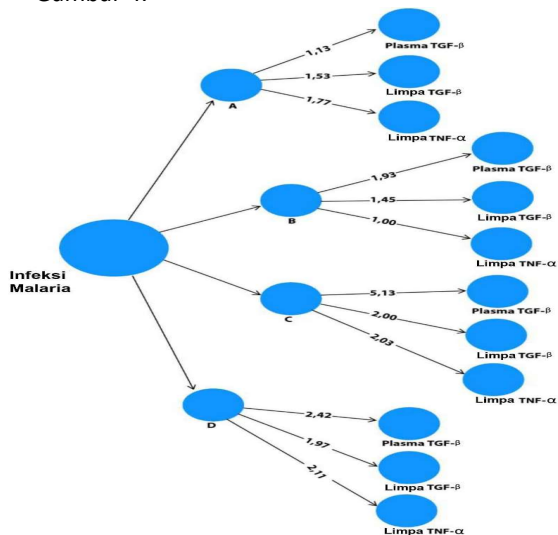 1,13
Plasma TGF-β
1,53
Limpa TGF-β
A
1,77
Limpa TNF-α
1,93
Plasma TGF-β
B
1,45
Limpa TGF-β
1,00
Limpa TNF-α
Infeksi
Malaria
5,13
Plasma TGF-β
C
2,00
Limpa TGF-β
2,03
Limpa TNF-α
D
2,42
Plasma TGF-β
1,97
Limpa TGF-β
2,11
Limpa TNF-α